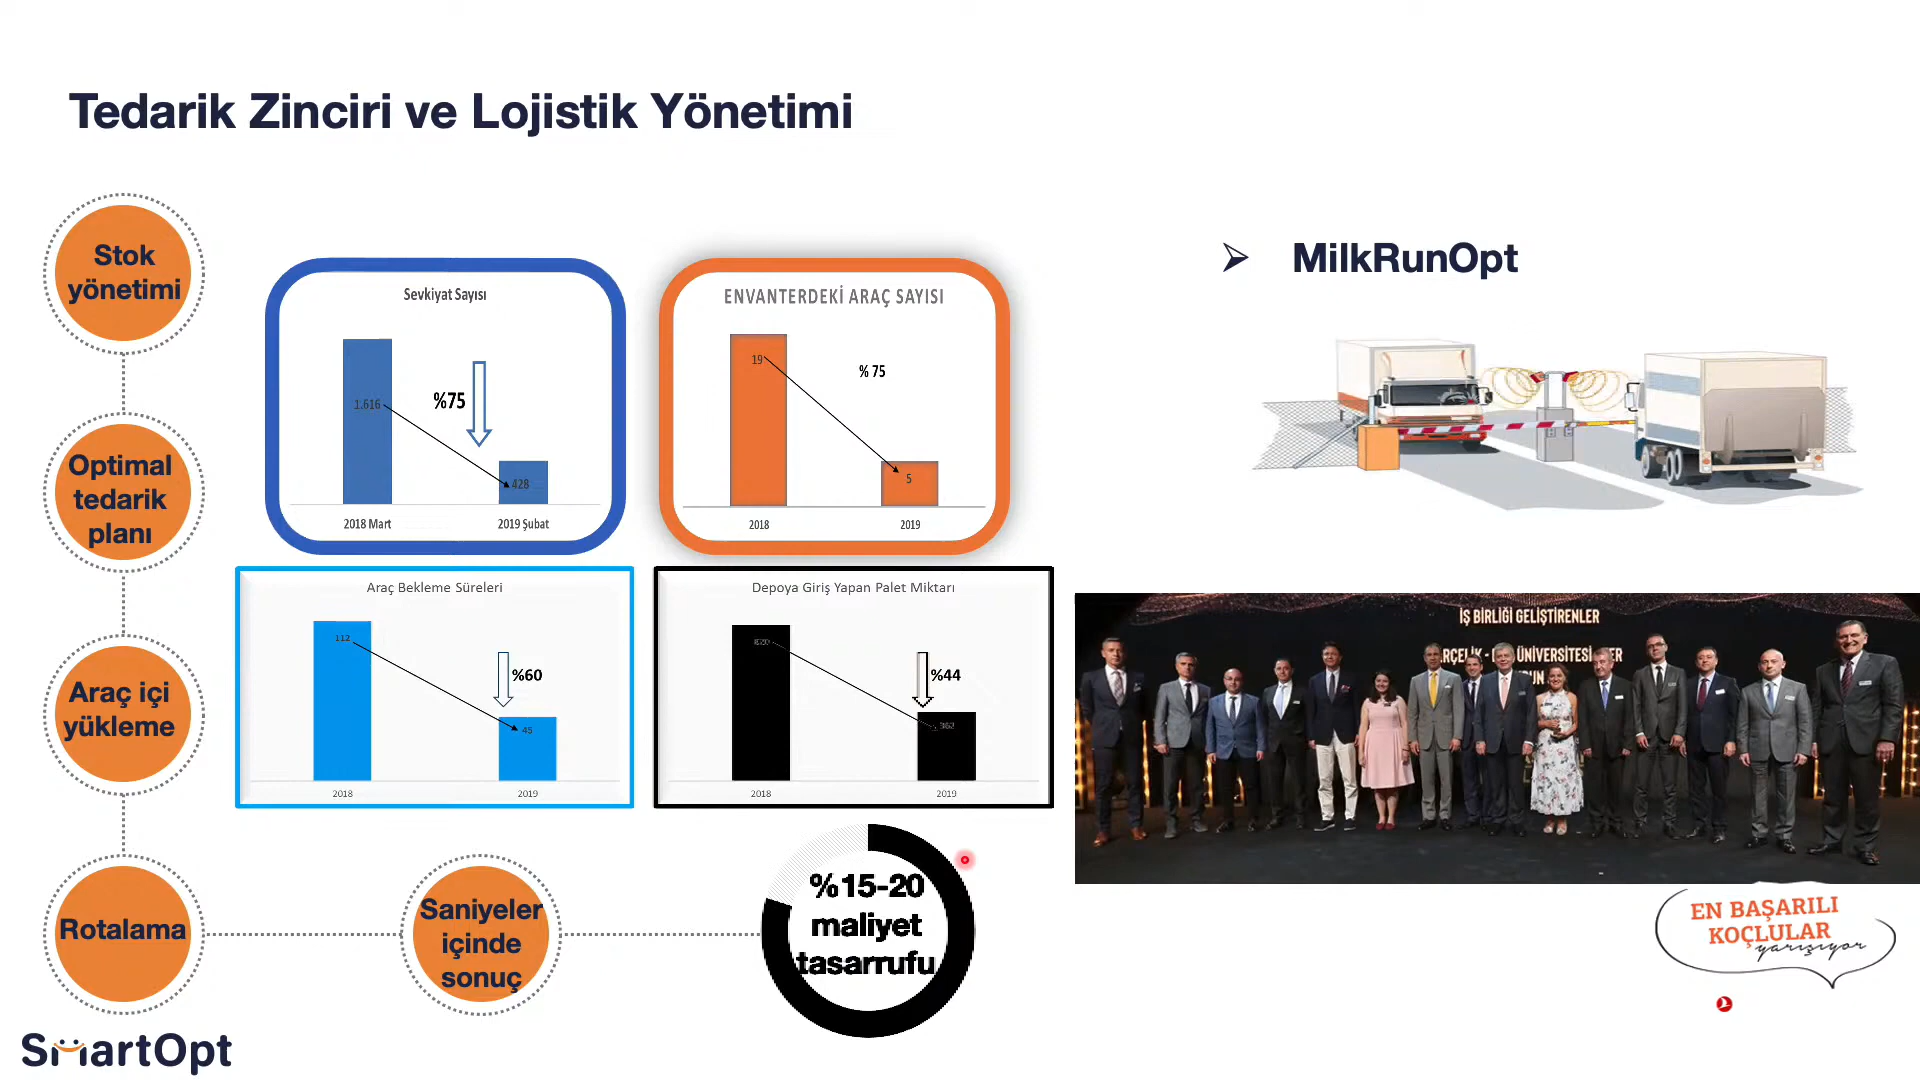 Tedarik Zinciri ve Lojistik Yönetimi
Stok
yönetimi
Optimal
tedarik
planı
Araç içi
yükleme
Rotalama
Saniyeler
içinde
sonuç
%15-20
maliyet
tasarrufu
Sevkiyat Sayısı
1.616
%75
428
2018 Mart
2019 Şubat
ENVANTERDEKİ ARAÇ SAYISI
19
% 75
5
2018
2019
Araç Bekleme Süreleri
112
%60
45
2018
2019
Depoya Giriş Yapan Palet Miktarı
%44
2018
2019
➢ MilkRunOpt
İŞ BİRLİĞİ GELİŞTİRENLER
ÜNİVERSİTESİ
EN BAŞARILI
KOÇLULAR
yarışıyor
SmartOpt